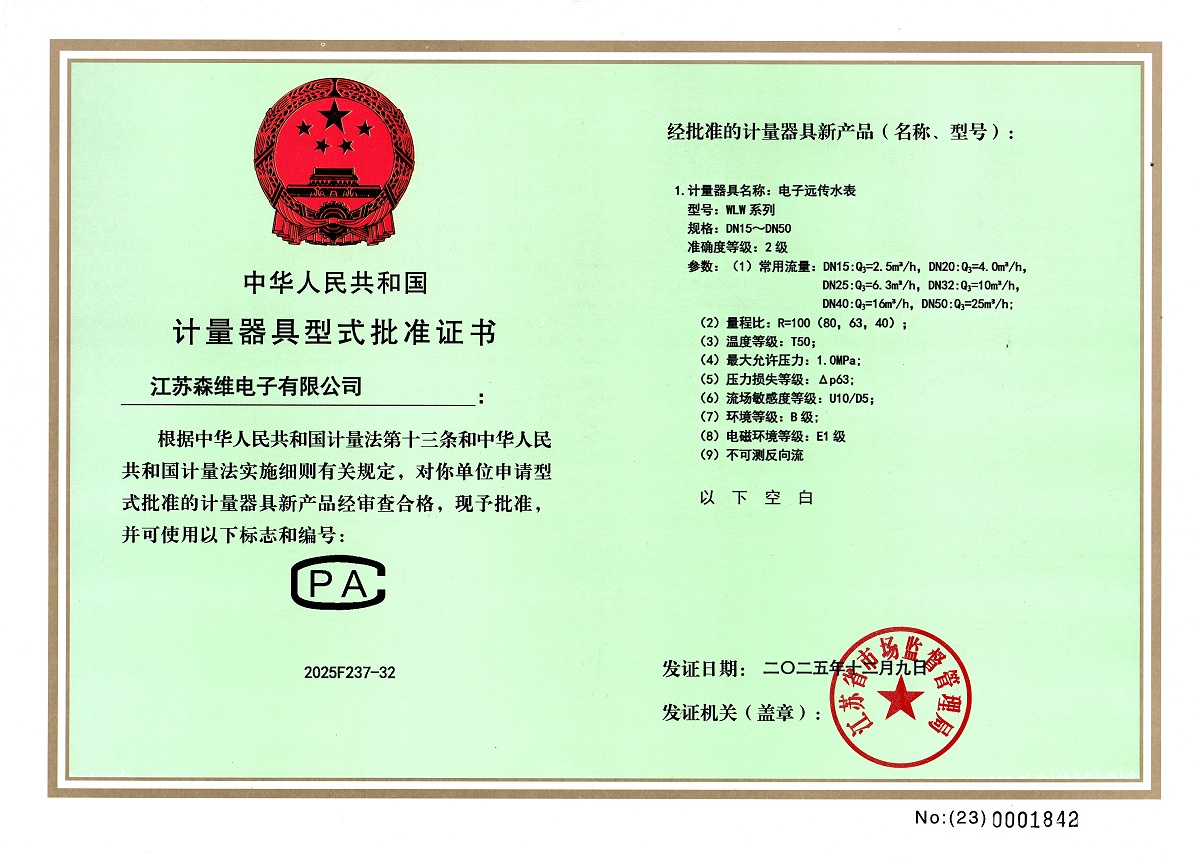 中华人民共和国
计量器具型式批准证书
江苏森维电子有限公司：
根据中华人民共和国计量法第十三条和中华人民
共和国计量法实施细则有关规定，对你单位申请型
式批准的计量器具新产品经审查合格，现予批准，
并可使用以下标志和编号：
CPA
2025F237-32
经批准的计量器具新产品（名称、型号）：
1.计量器具名称：电子远传水表
型号：WLW系列
规格：DN15～DN50
准确度等级：2级
参数：（1）常用流量：DN15:Q₃=2.5m³/h，DN20:Q₃=4.0m³/h，
DN25:Q₃=6.3m³/h，DN32:Q₃=10m³/h，
DN40:Q₃=16m³/h，DN50:Q₃=25m³/h；
（2）量程比：R=100（80，63，40）；
（3）温度等级：T50；
（4）最大允许压力：1.0MPa；
（5）压力损失等级：Δp63；
（6）流场敏感度等级：U10/D5；
（7）环境等级：B级；
（8）电磁环境等级：E1级
（9）不可测反向流
以下空白
发证日期：二〇二五年十二月九日
发证机关（盖章）：
江苏省市场监督管理局
No:(23)0001842